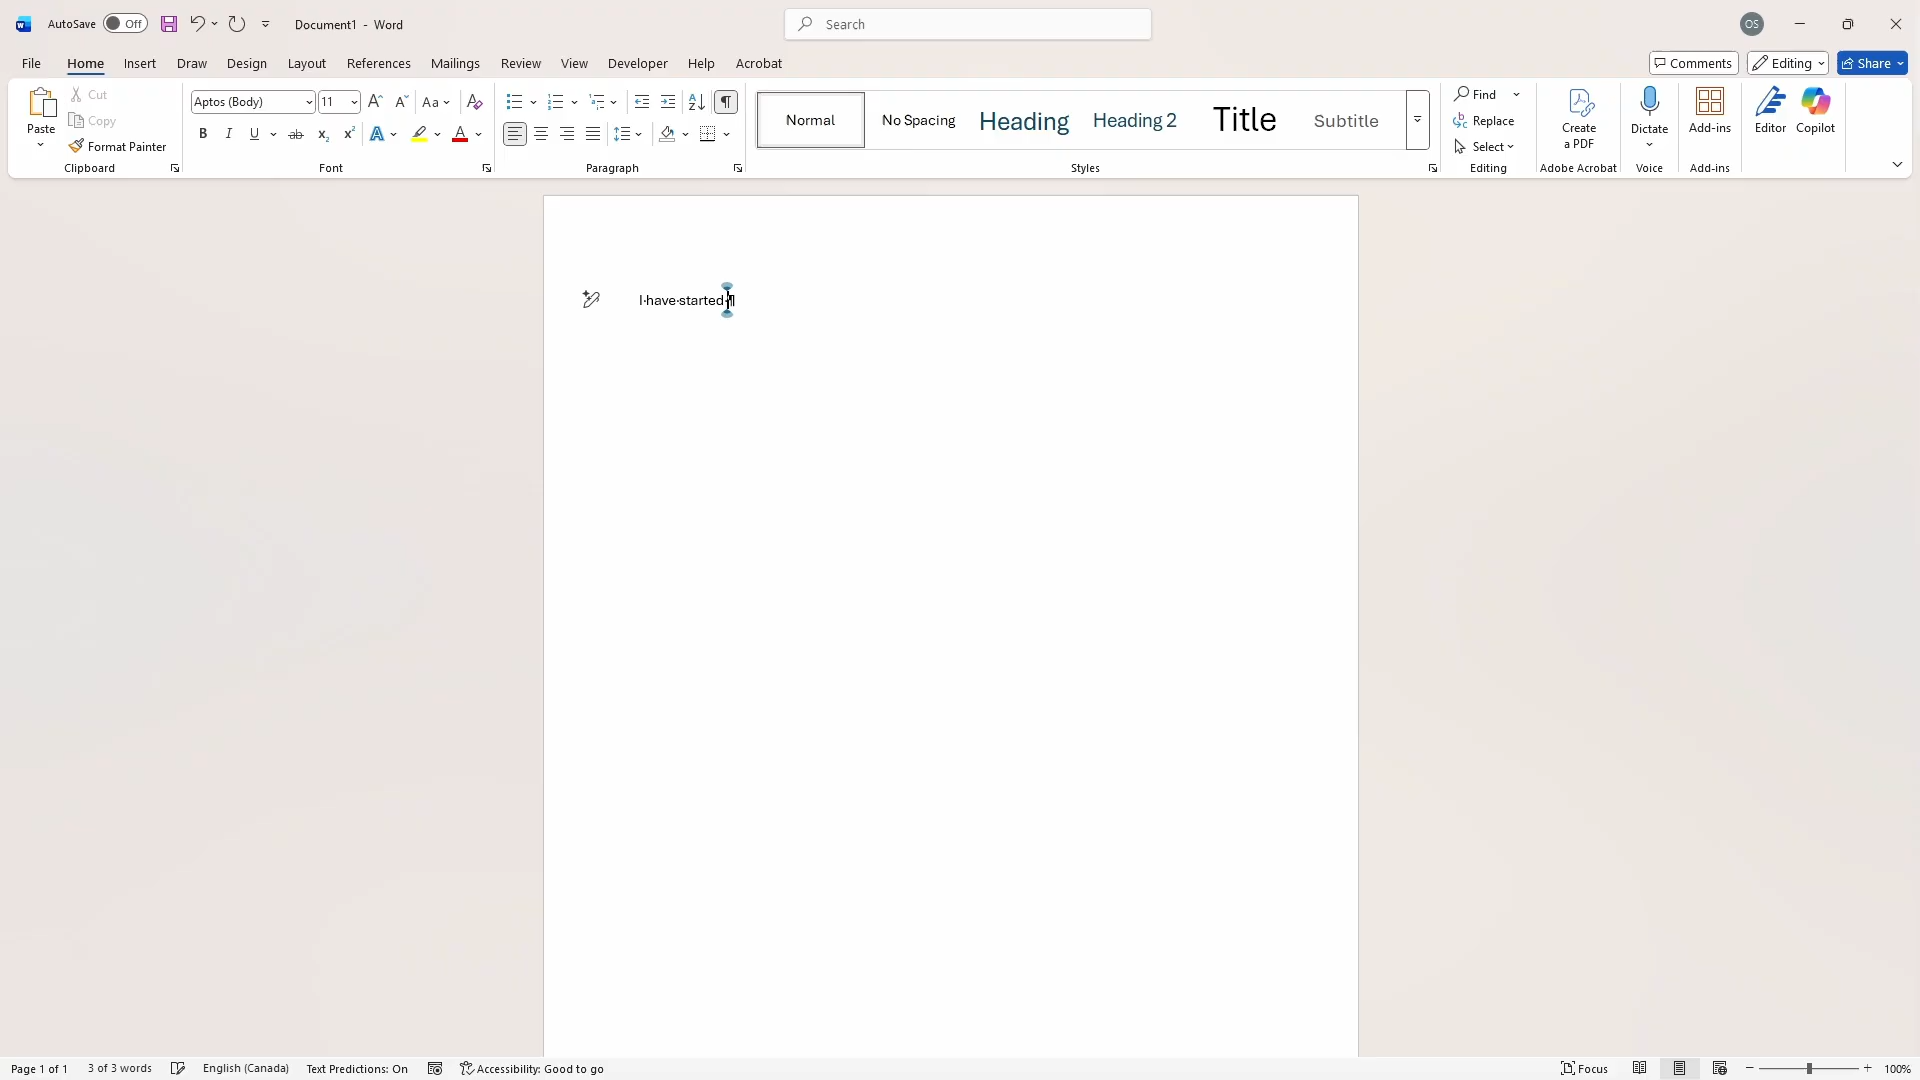 AutoSave Off Document1 - Word Search OS
File Home Insert Draw Design Layout References Mailings Review View Developer Help Acrobat Comments Editing Share
Paste Cut Copy Format Painter Clipboard
Aptos (Body) 11 Aa Font
Paragraph
Normal No Spacing Heading Heading 2 Title Subtitle Styles
Find Replace Select Editing
Create a PDF Adobe Acrobat
Dictate Voice
Add-ins Add-ins
Editor Copilot
I·have·started·¶
Page 1 of 1 3 of 3 words English (Canada) Text Predictions: On Accessibility: Good to go Focus 100%